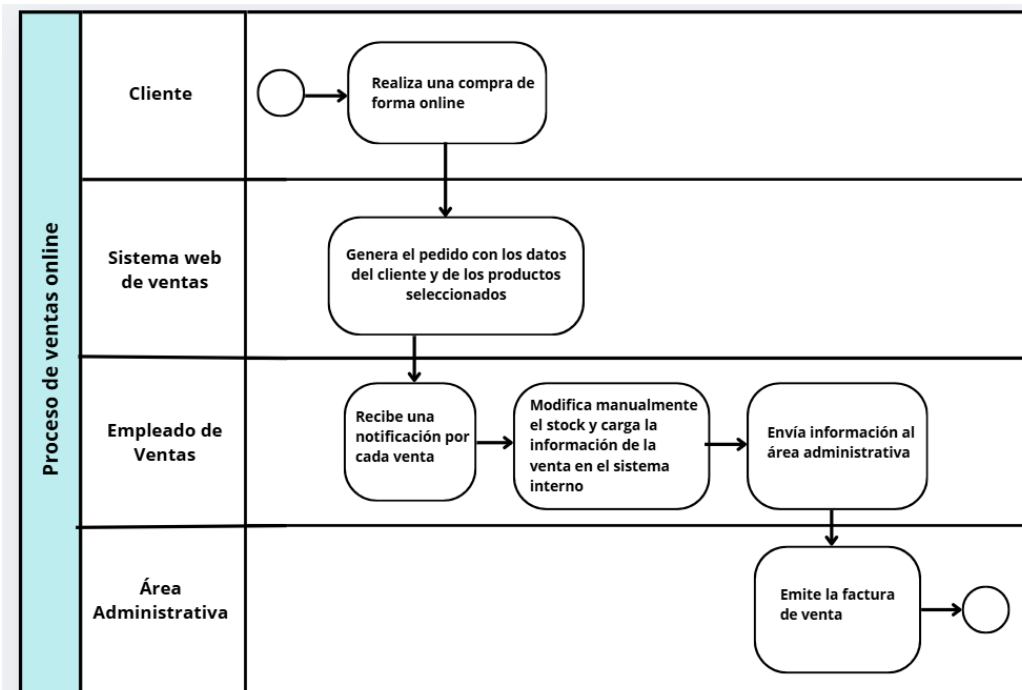 Proceso de ventas online
Cliente
Realiza una compra de
forma online
Sistema web
de ventas
Genera el pedido con los datos
del cliente y de los productos
seleccionados
Empleado de
Ventas
Recibe una
notificación por
cada venta
Modifica manualmente
el stock y carga la
información de la
venta en el sistema
interno
Envía información al
área administrativa
Área
Administrativa
Emite la factura
de venta